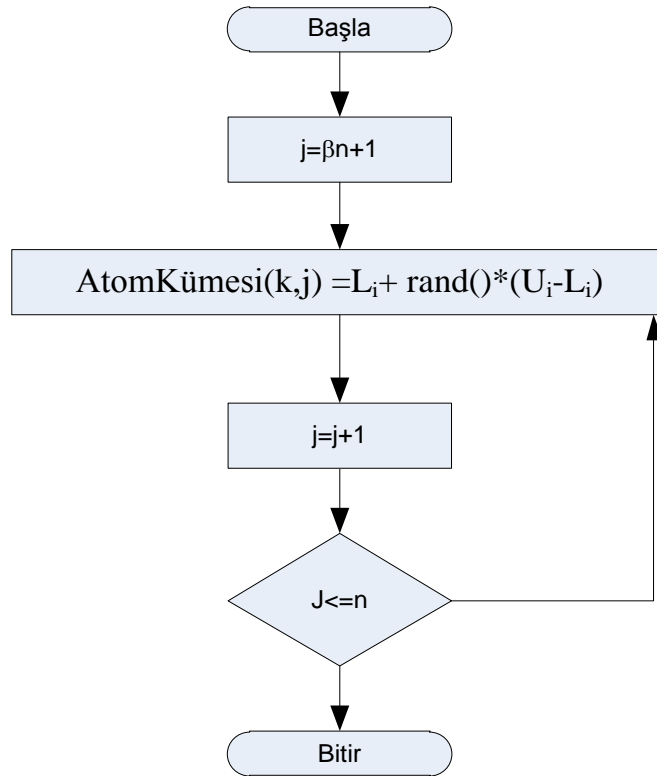 Başla
j=βn+1
AtomKümesi(k,j) =Lᵢ+ rand()*(Uᵢ-Lᵢ)
j=j+1
J<=n
Bitir